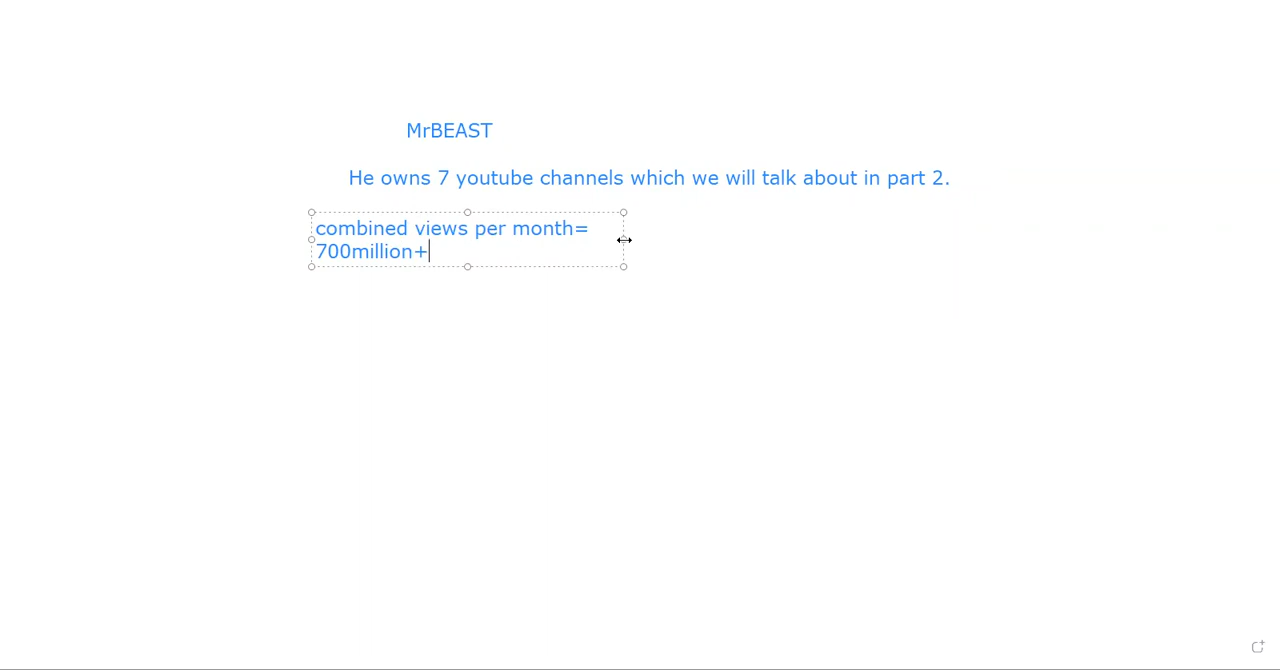 MrBEAST
He owns 7 youtube channels which we will talk about in part 2.
combined views per month=
700million+